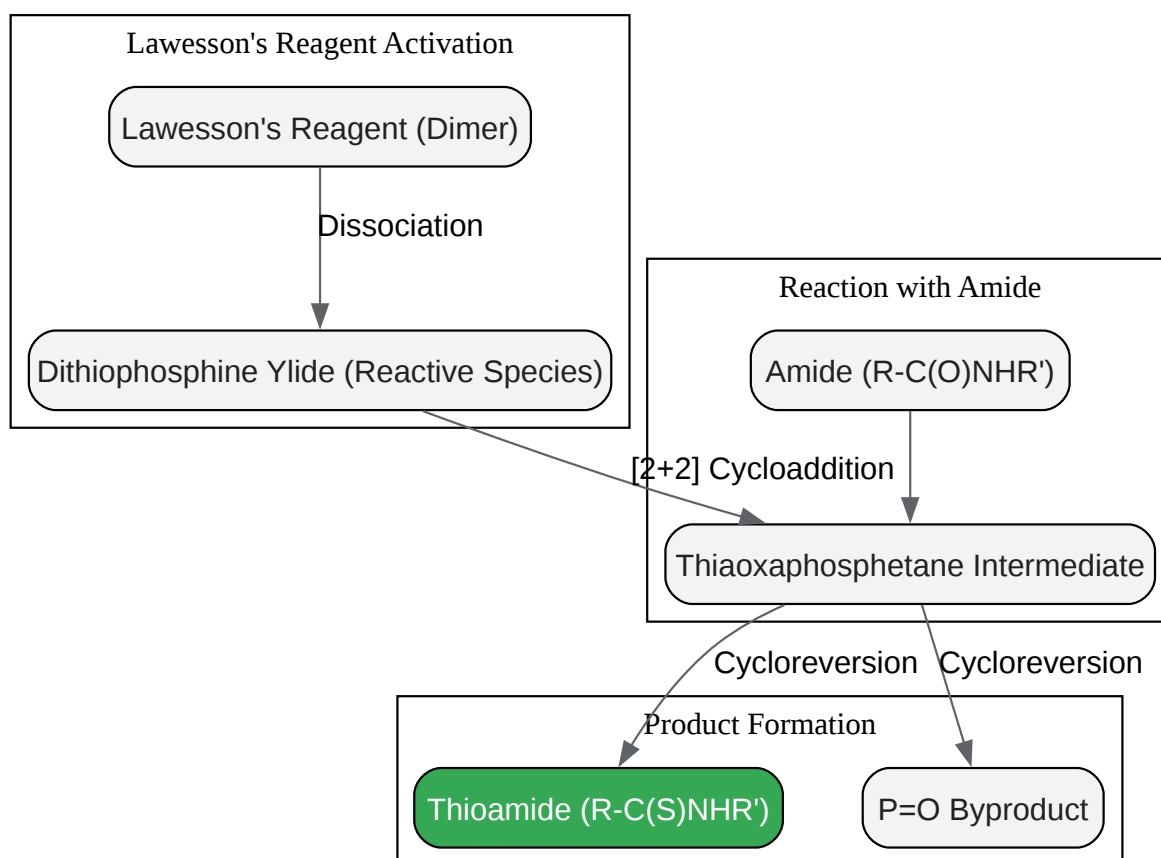 Lawesson's Reagent Activation
Lawesson's Reagent (Dimer)
Dissociation
Dithiophosphine Ylide (Reactive Species)
Reaction with Amide
Amide (R-C(O)NHR')
[2+2] Cycloaddition
Thiaoxaphosphetane Intermediate
Cycloreversion
Cycloreversion
Product Formation
Thioamide (R-C(S)NHR')
P=O Byproduct